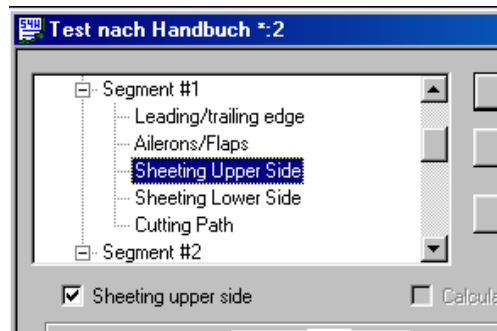 Test nach Handbuch *:2
Segment #1
Leading/trailing edge
Ailerons/Flaps
Sheeting Upper Side
Sheeting Lower Side
Cutting Path
Segment #2
Sheeting upper side